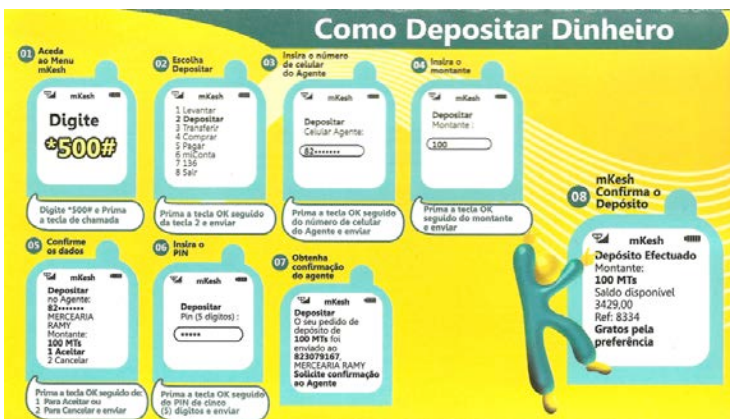 Como Depositar Dinheiro
01 Aceda
ao Menu
mKesh
mKesh
Digite
*500#
Digite *500# e Prima
a tecla de chamada
02 Escolha
Depositar
mKesh
1 Levantar
2 Depositar
3 Transferir
4 Comprar
5 Pagar
6 miConta
7 136
8 Sair
Prima a tecla OK seguido
da tecla 2 e enviar
03 Insira o número
de celular
do Agente
mKesh
Depositar
Celular Agente:
82•••••••
Prima a tecla OK seguido
do número de celular
do Agente e enviar
04 Insira o
montante
mKesh
Depositar
Montante :
100
Prima a tecla OK
seguido do montante
e enviar
05 Confirme
os dados
mKesh
Depositar
no Agente:
82•••••••
MERCEARIA
RAMY
Montante:
100 MTs
1 Aceitar
2 Cancelar
Prima a tecla OK seguido de:
1 Para Aceitar ou
2 Para Cancelar e enviar
06 Insira o
PIN
mKesh
Depositar
Pin (5 digitos) :
•••••
Prima a tecla OK seguido
do PIN de cinco
(5) digitos e enviar
07 Obtenha
confirmação
do agente
mKesh
Depositar
O seu pedido de
depósito de
100 MTs foi
enviado ao
823079167,
MERCEARIA RAMY
Solicite confirmação
ao Agente
08 mKesh
Confirma o
Depósito
mKesh
Depósito Efectuado
Montante:
100 MTs
Saldo disponível
3429,00
Ref: 8334
Gratos pela
preferência